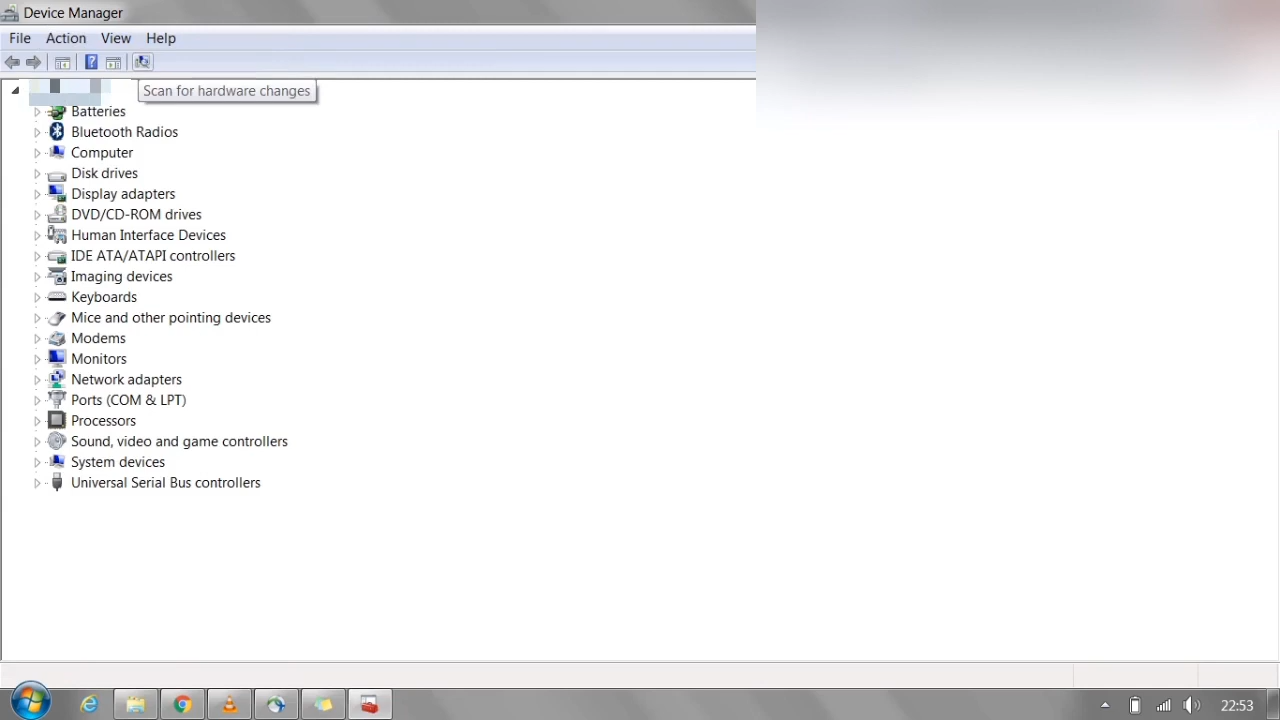 Device Manager
File Action View Help
Scan for hardware changes
Batteries
Bluetooth Radios
Computer
Disk drives
Display adapters
DVD/CD-ROM drives
Human Interface Devices
IDE ATA/ATAPI controllers
Imaging devices
Keyboards
Mice and other pointing devices
Modems
Monitors
Network adapters
Ports (COM & LPT)
Processors
Sound, video and game controllers
System devices
Universal Serial Bus controllers
22:53